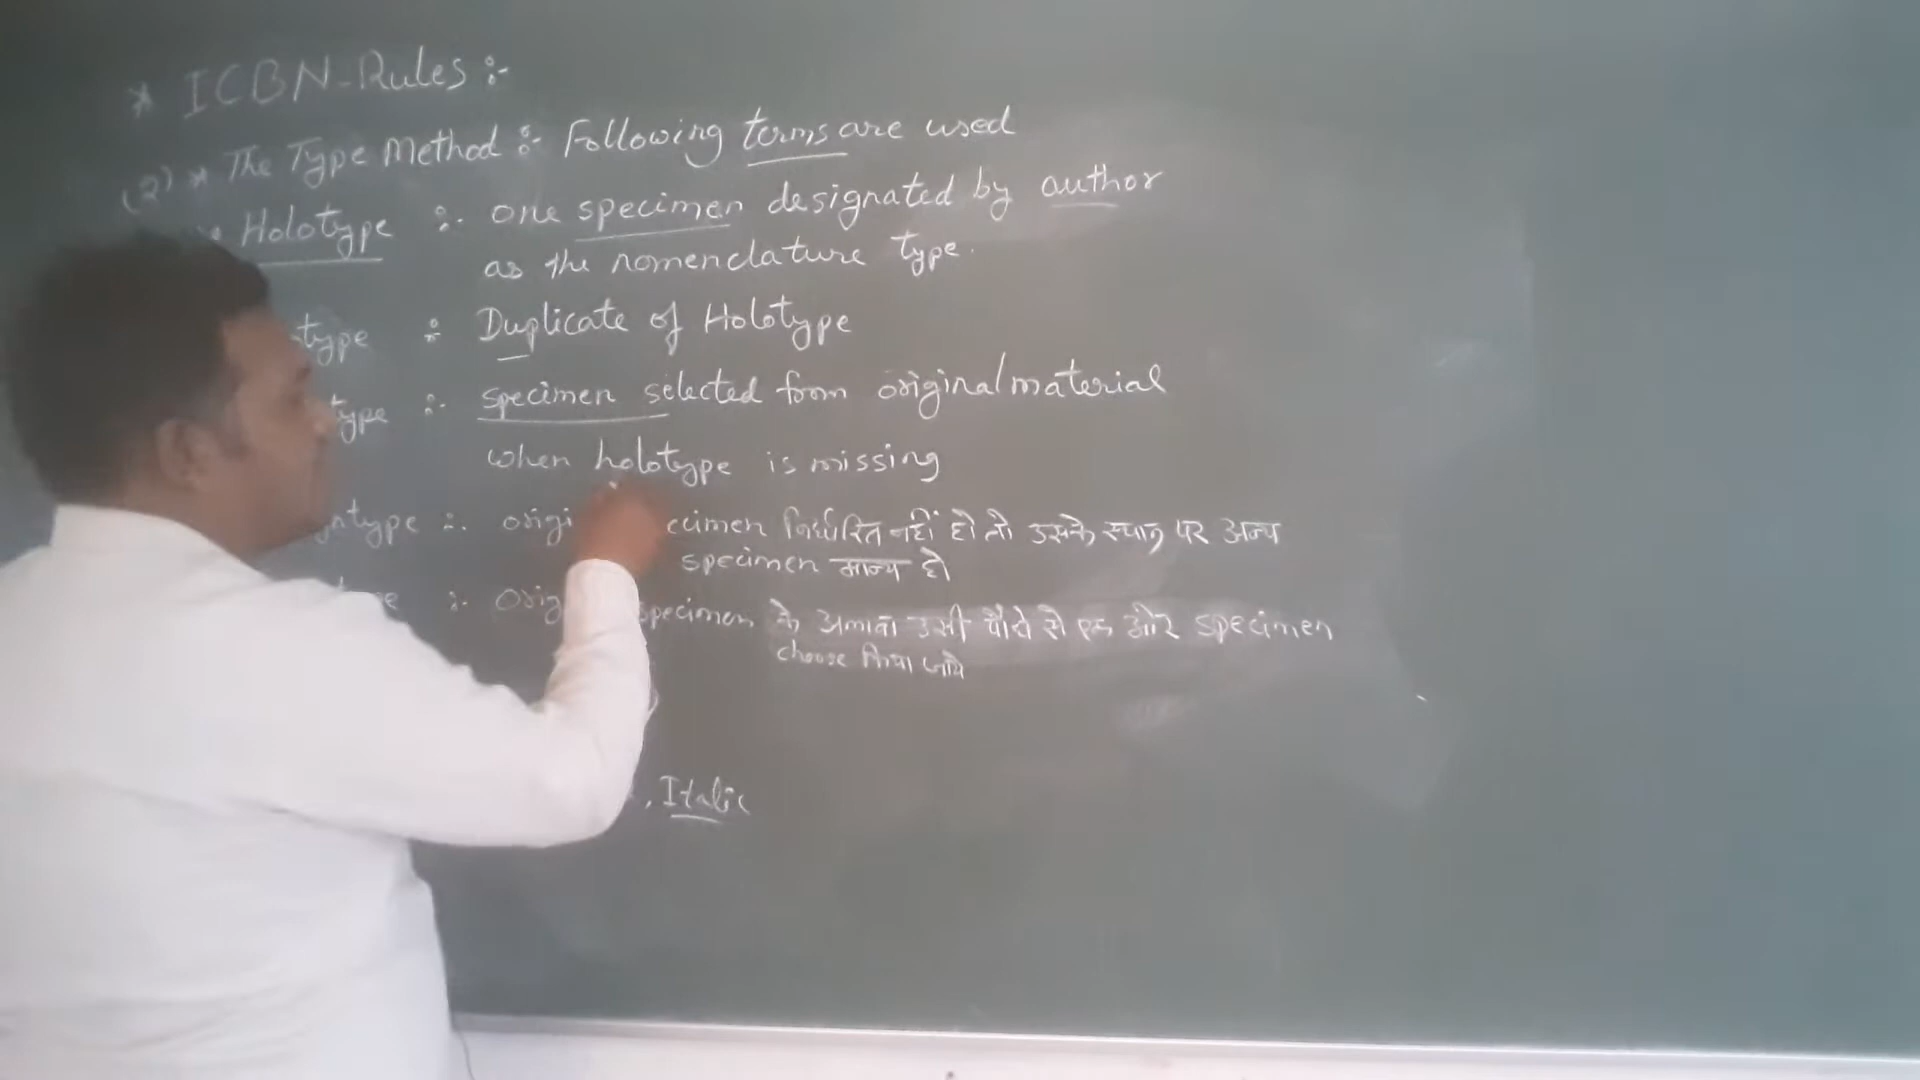 * ICBN-Rules :-
(2) * The Type Method :- Following terms are used
Holotype :- one specimen designated by author
as the nomenclature type.
type : Duplicate of Holotype
type :- specimen selected from original material
when holotype is missing
ntype :- origi cimen निर्धारित नहीं हो तो उसके स्थान पर अन्य
specimen मान्य हो
:- Orig specimen के अलावा उसी पौधे से एक और specimen
choose किया जाये
, Italic